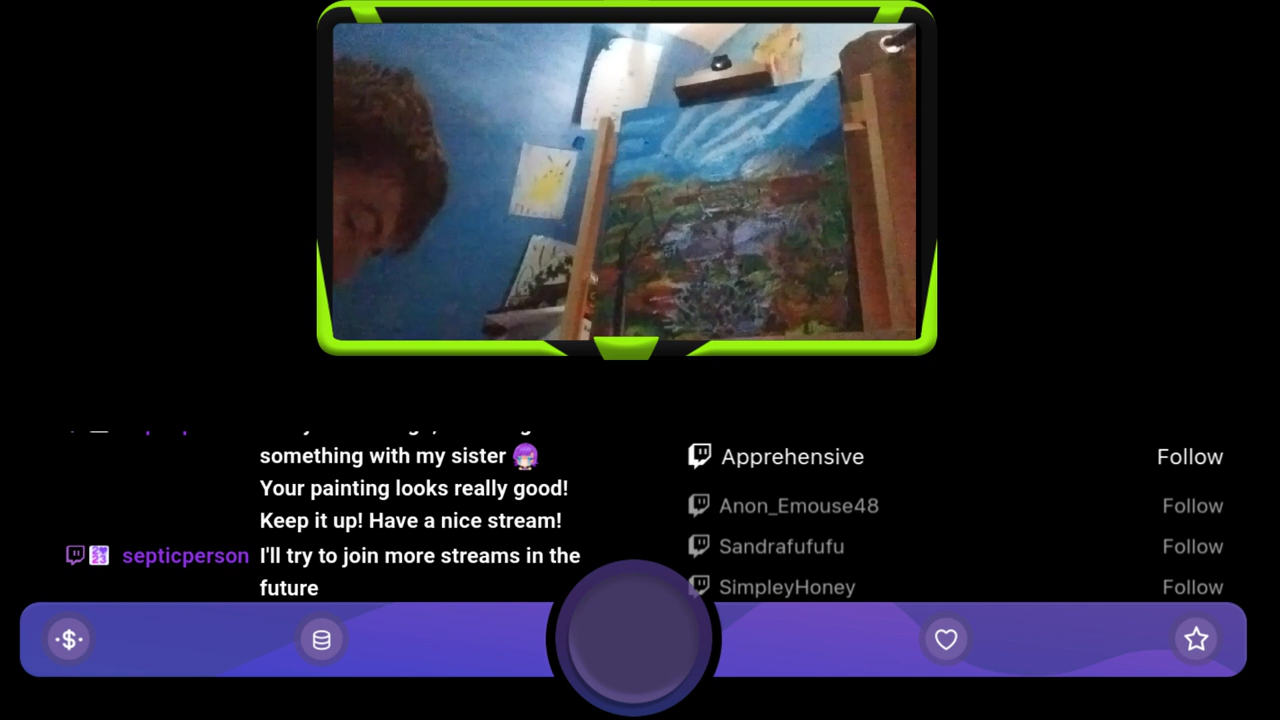 something with my sister
Your painting looks really good!
Keep it up! Have a nice stream!
septicperson I'll try to join more streams in the
future
Apprehensive Follow
Anon_Emouse48 Follow
Sandrafufufu Follow
SimpleyHoney Follow